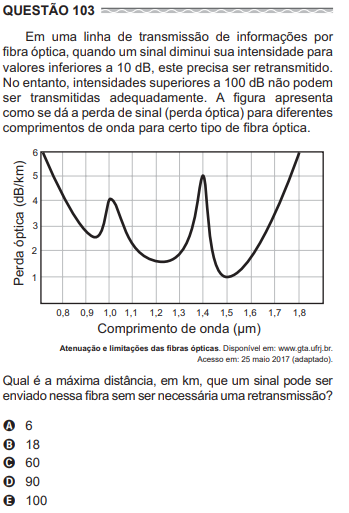 QUESTÃO 103
Em uma linha de transmissão de informações por
fibra óptica, quando um sinal diminui sua intensidade para
valores inferiores a 10 dB, este precisa ser retransmitido.
No entanto, intensidades superiores a 100 dB não podem
ser transmitidas adequadamente. A figura apresenta
como se dá a perda de sinal (perda óptica) para diferentes
comprimentos de onda para certo tipo de fibra óptica.
Perda óptica (dB/km)
6
5
4
3
2
1
0,8 0,9 1,0 1,1 1,2 1,3 1,4 1,5 1,6 1,7 1,8
Comprimento de onda (μm)
Atenuação e limitações das fibras ópticas. Disponível em: www.gta.ufrj.br.
Acesso em: 25 maio 2017 (adaptado).
Qual é a máxima distância, em km, que um sinal pode ser
enviado nessa fibra sem ser necessária uma retransmissão?
A 6
B 18
C 60
D 90
E 100